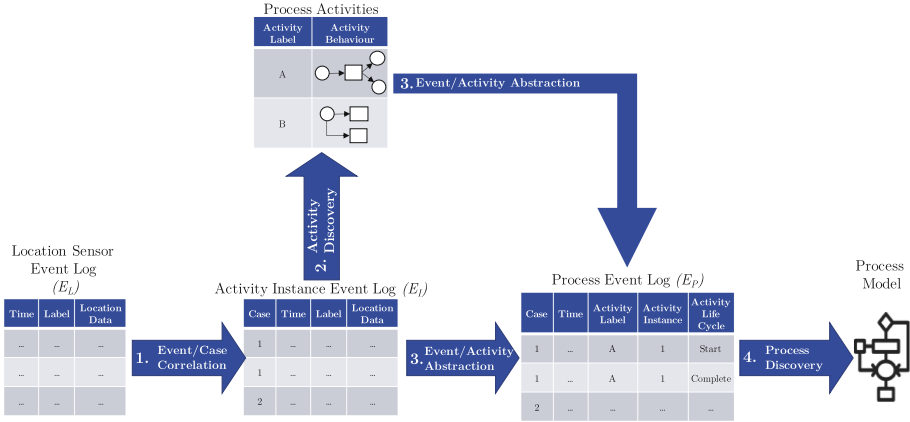 Process Activities
Activity Label Activity Behaviour
A
B
3. Event/Activity Abstraction
2. Activity Discovery
Location Sensor
Event Log
(E_L)
Time Label Location Data
... ... ...
... ... ...
... ... ...
1. Event/Case
Correlation
Activity Instance Event Log (E_I)
Case Time Label Location Data
1 ... ... ...
1 ... ... ...
2 ... ... ...
3. Event/Activity
Abstraction
Process Event Log (E_P)
Case Time Activity Label Activity Instance Activity Life Cycle
1 ... A 1 Start
1 ... A 1 Complete
2 ... ... ... ...
4. Process
Discovery
Process
Model